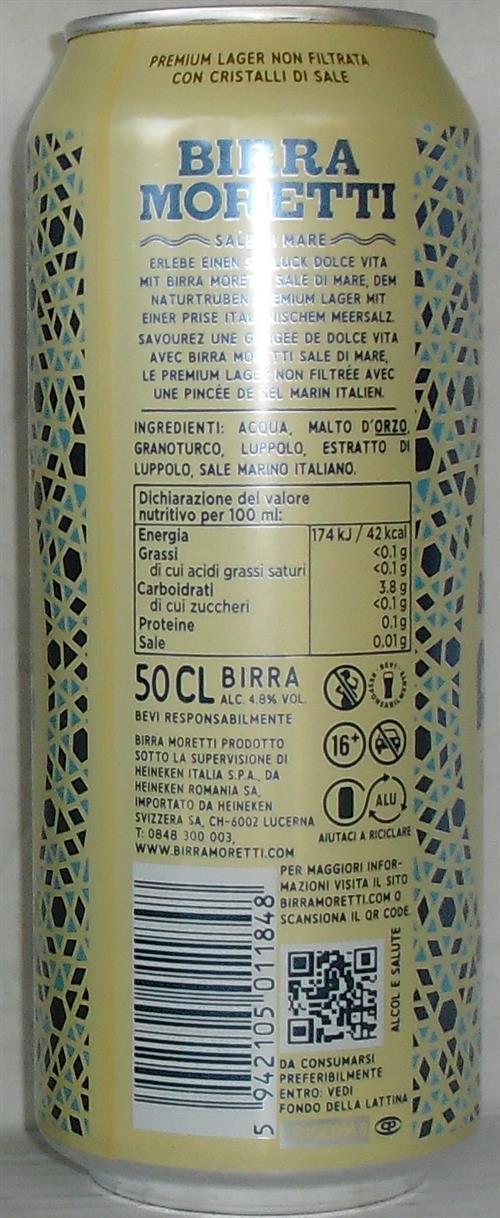 PREMIUM LAGER NON FILTRATA
CON CRISTALLI DI SALE
BIRRA
MORETTI
SALE DI MARE
ERLEBE EINEN SCHLUCK DOLCE VITA
MIT BIRRA MORETTI SALE DI MARE, DEM
NATURTRUBEN PREMIUM LAGER MIT
EINER PRISE ITALIENISCHEM MEERSALZ.
SAVOUREZ UNE GORGÉE DE DOLCE VITA
AVEC BIRRA MORETTI SALE DI MARE,
LE PREMIUM LAGER NON FILTRÉE AVEC
UNE PINCÉE DE SEL MARIN ITALIEN.
INGREDIENTI: ACQUA, MALTO D'ORZO,
GRANOTURCO, LUPPOLO, ESTRATTO DI
LUPPOLO, SALE MARINO ITALIANO.
Dichiarazione del valore
nutritivo per 100 ml:
Energia 174 kJ / 42 kcal
Grassi <0.1 g
di cui acidi grassi saturi <0.1 g
Carboidrati 3.8 g
di cui zuccheri <0.1 g
Proteine 0.1 g
Sale 0.01 g
50 CL BIRRA
ALC. 4.8% VOL.
BEVI RESPONSABILMENTE
BEVI RESPONSABILMENTE
BIRRA MORETTI PRODOTTO
SOTTO LA SUPERVISIONE DI
HEINEKEN ITALIA S.P.A., DA
HEINEKEN ROMANIA SA,
IMPORTATO DA HEINEKEN
SVIZZERA SA, CH-6002 LUCERNA
T: 0848 300 003,
WWW.BIRRAMORETTI.COM
16+
ALU
AIUTACI A RICICLARE
PER MAGGIORI INFOR-
MAZIONI VISITA IL SITO
BIRRAMORETTI.COM O
SCANSIONA IL QR CODE.
ALCOL E SALUTE
5 942105 011848
DA CONSUMARSI
PREFERIBILMENTE
ENTRO: VEDI
FONDO DELLA LATTINA